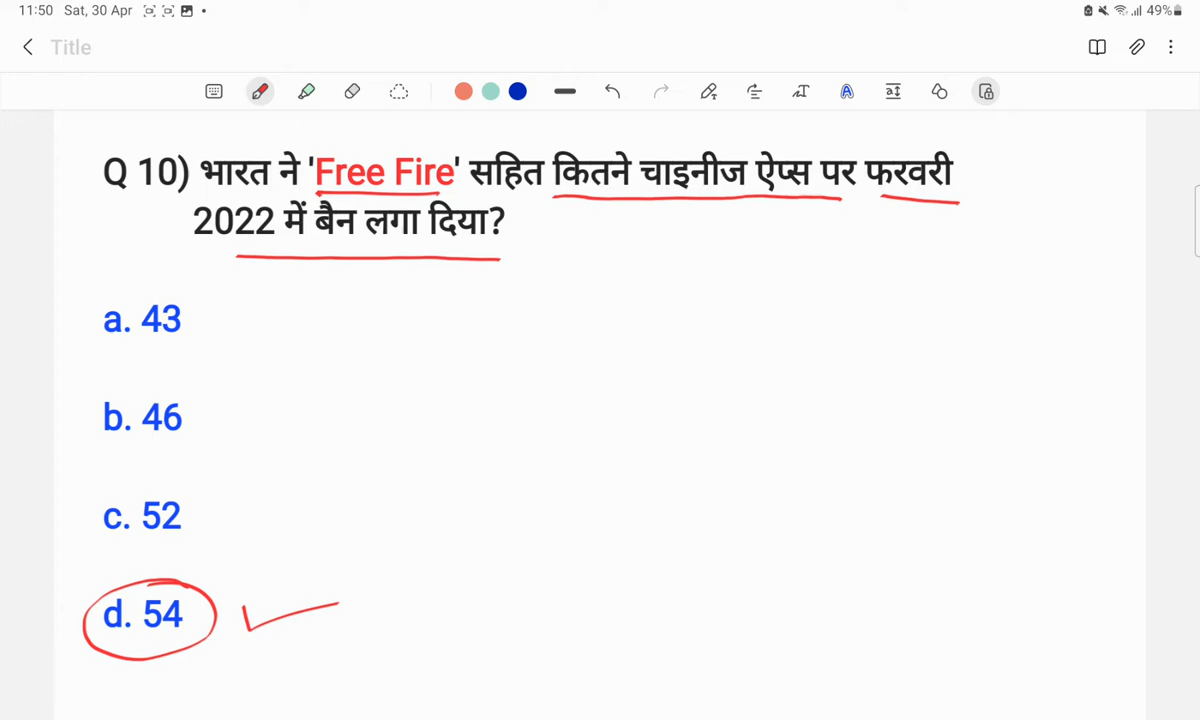 11:50 Sat, 30 Apr
49%
Title
Q 10) भारत ने 'Free Fire' सहित कितने चाइनीज ऐप्स पर फरवरी
2022 में बैन लगा दिया?
a. 43
b. 46
c. 52
d. 54